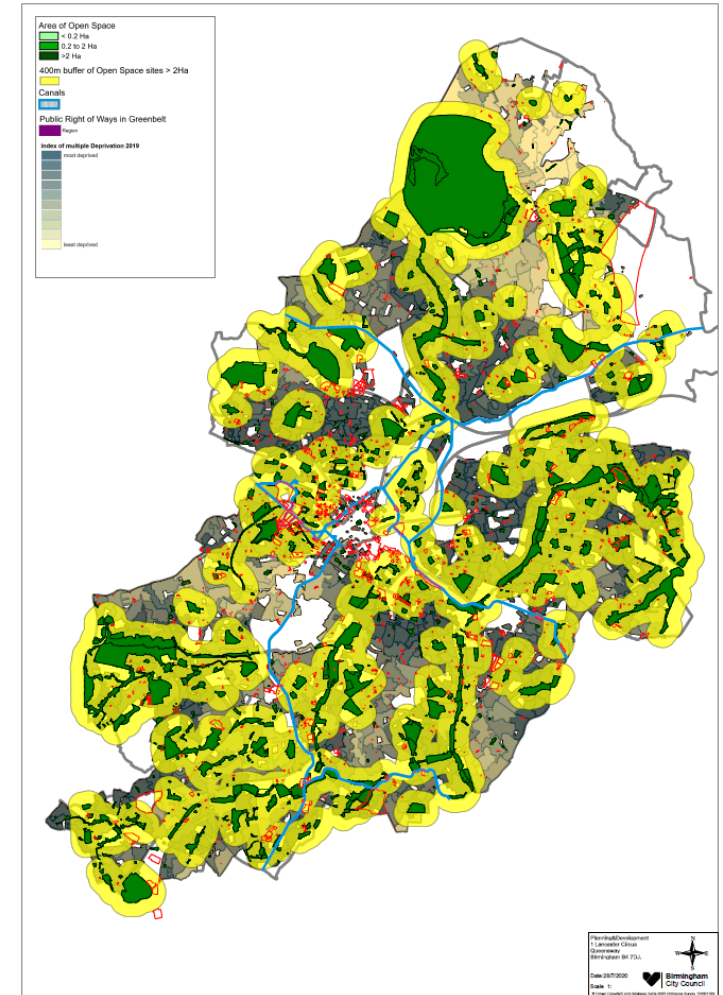 Area of Open Space
< 0.2 Ha
0.2 to 2 Ha
>2 Ha
400m buffer of Open Space sites > 2Ha
Canals
Public Right of Ways in Greenbelt
Region
Index of multiple Deprivation 2019
most deprived
least deprived
Planning&Development
1 Lancaster Circus
Queensway
Birmingham B4 7DJ.
N
W E
S
Date:20/7/2020
Scale 1:
Birmingham
City Council